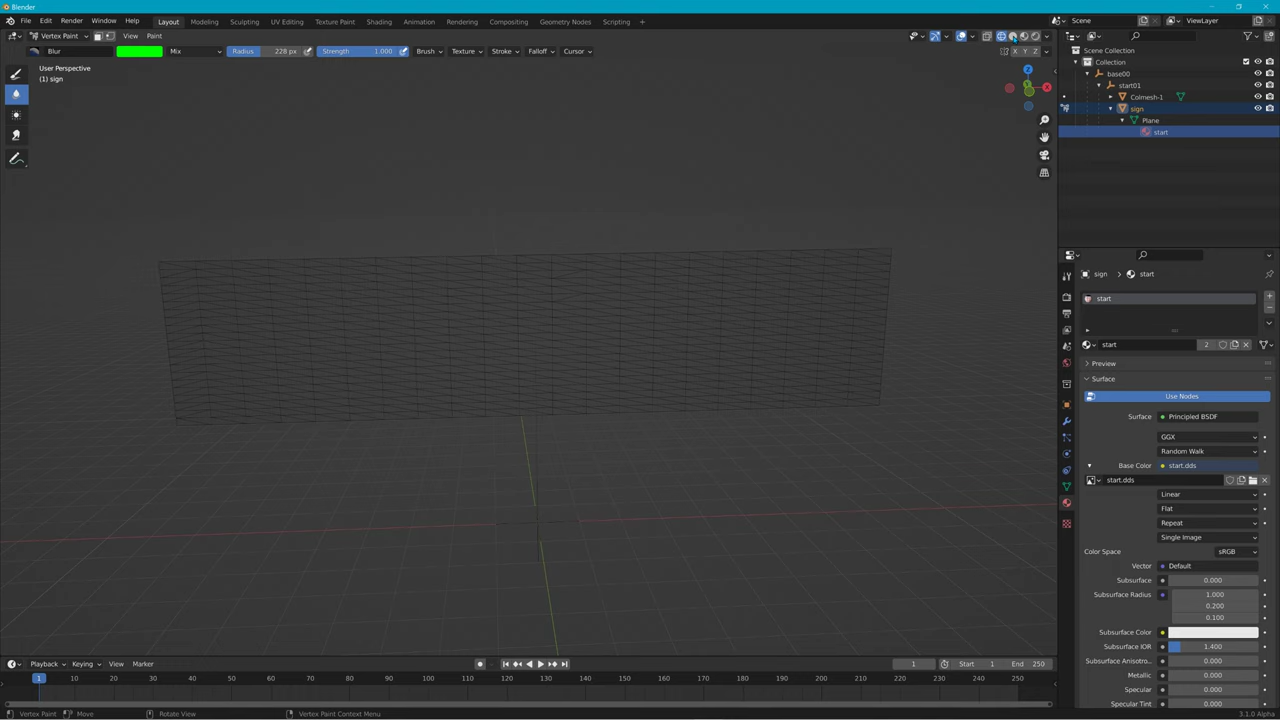 Blender
File Edit Render Window Help Layout Modeling Sculpting UV Editing Texture Paint Shading Animation Rendering Compositing Geometry Nodes Scripting + Scene ViewLayer
Vertex Paint View Paint
Blur Mix Radius 228 px Strength 1.000 Brush Texture Stroke Falloff Cursor X Y Z
User Perspective
(1) sign
Z
X
Y
Scene Collection
Collection
base00
start01
Colmesh-1
sign
Plane
start
sign > start
start
start 2
Preview
Surface
Use Nodes
Surface Principled BSDF
GGX
Random Walk
Base Color start.dds
start.dds
Linear
Flat
Repeat
Single Image
Color Space sRGB
Vector Default
Subsurface 0.000
Subsurface Radius 1.000
0.200
0.100
Subsurface Color
Subsurface IOR 1.400
Subsurface Anisotro... 0.000
Metallic 0.000
Specular 0.000
Specular Tint 0.000
Playback Keying View Marker 1 Start 1 End 250
1 10 20 30 40 50 60 70 80 90 100 110 120 130 140 150 160 170 180 190 200 210 220 230 240 250
Vertex Paint Move Rotate View Vertex Paint Context Menu 3.1.0 Alpha